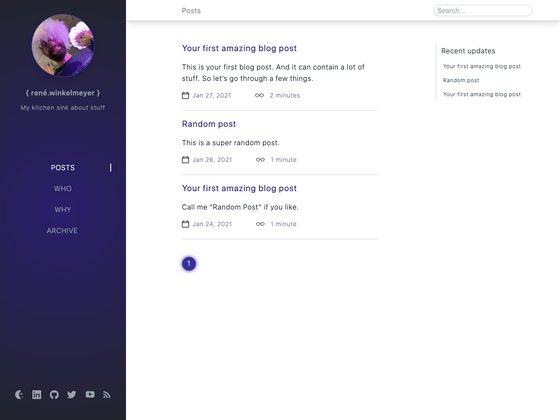 { rené.winkelmeyer }
My kitchen sink about stuff
POSTS
WHO
WHY
ARCHIVE
Posts
Search...
Your first amazing blog post
This is your first blog post. And it can contain a lot of
stuff. So let's go through a few things.
Jan 27, 2021
2 minutes
Random post
This is a super random post.
Jan 26, 2021
1 minute
Your first amazing blog post
Call me "Random Post" if you like.
Jan 24, 2021
1 minute
1
Recent updates
Your first amazing blog post
Random post
Your first amazing blog post